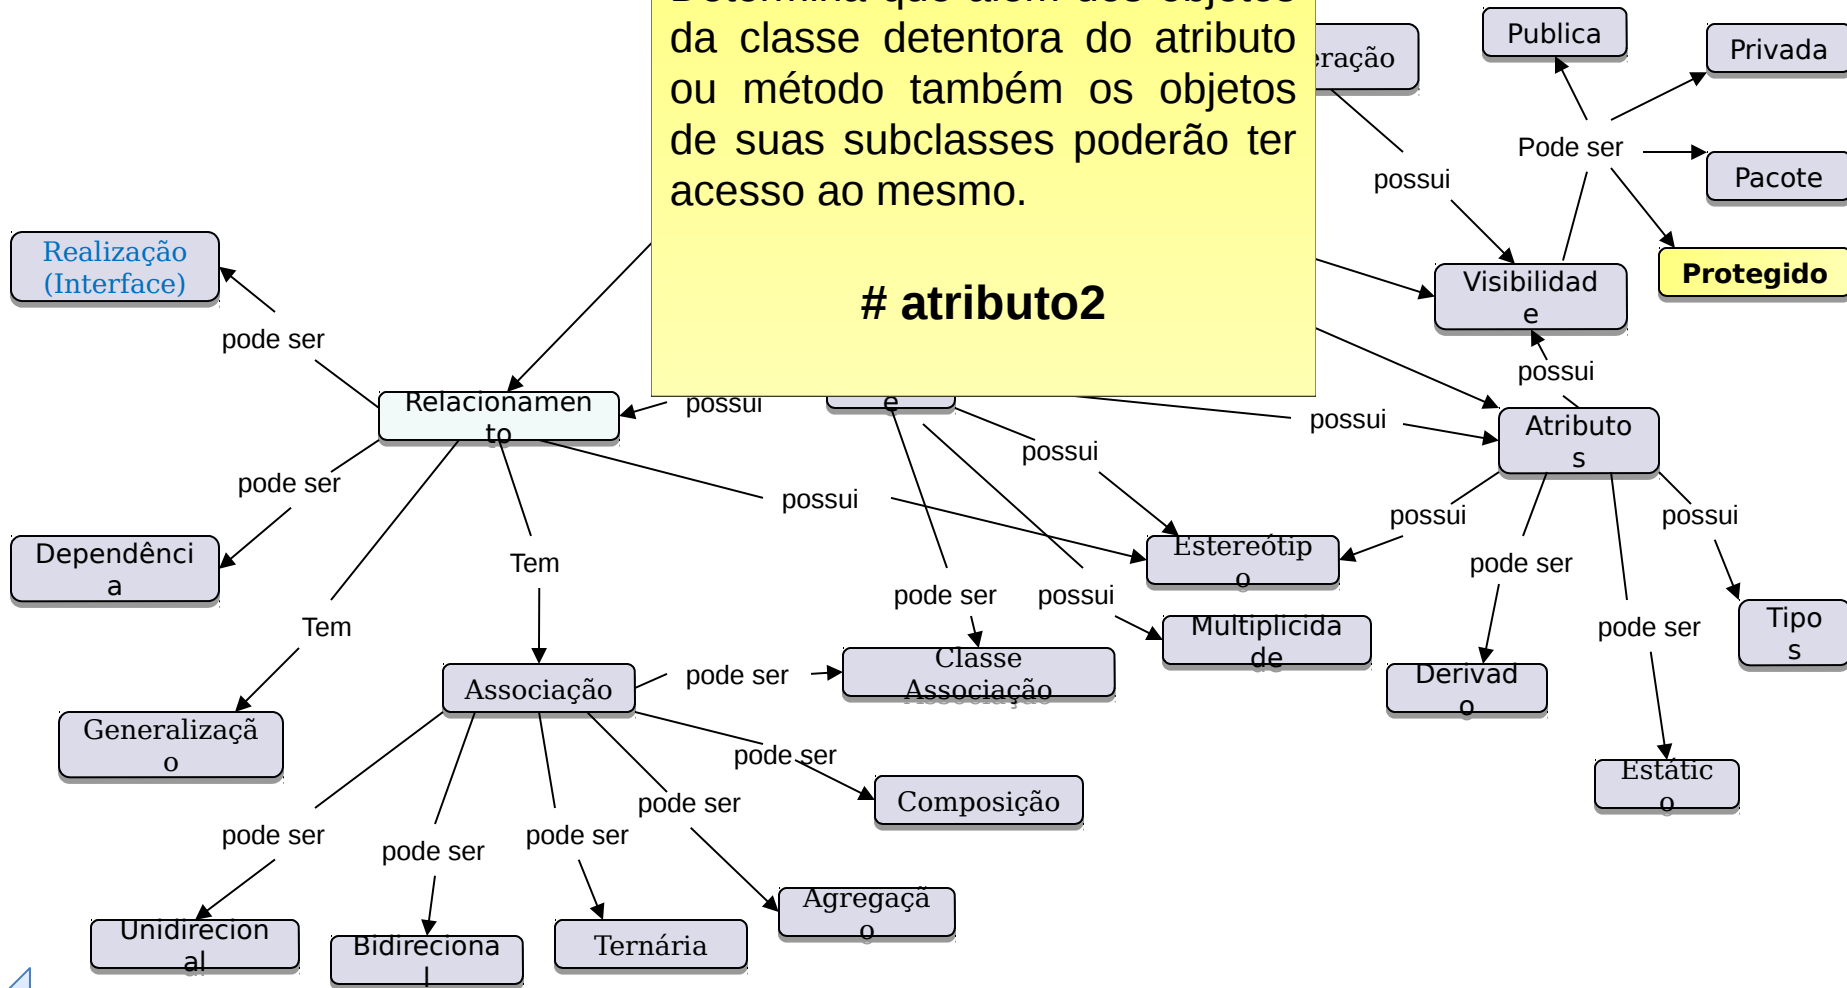 da classe detentora do atributo
ou método também os objetos
de suas subclasses poderão ter
acesso ao mesmo.
# atributo2
eração
Publica
Privada
Pode ser
Pacote
possui
Protegido
Visibilidad
e
possui
Realização
(Interface)
pode ser
Relacionamen
to
possui
e
possui
Atributo
s
possui
pode ser
possui
possui
possui
Dependênci
a
Tem
Estereótip
o
pode ser
Tipo
s
pode ser
possui
Multiplicida
de
pode ser
Tem
Classe
Associação
Derivad
o
Associação
pode ser
Generalizaçã
o
pode ser
Composição
Estátic
o
pode ser
pode ser
pode ser
pode ser
Agregaçã
o
Unidirecion
al
Bidireciona
l
Ternária